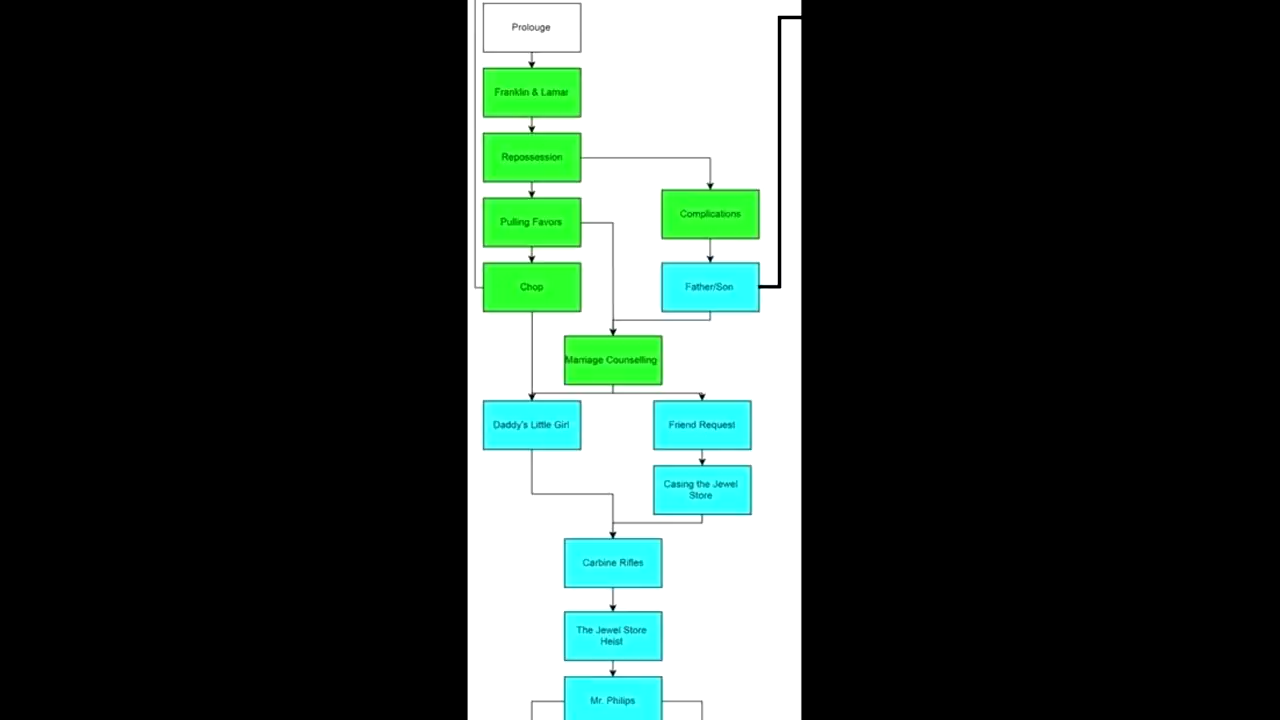 Prolouge
Franklin & Lamar
Repossession
Complications
Pulling Favors
Chop
Father/Son
Marriage Counselling
Daddy's Little Girl
Friend Request
Casing the Jewel
Store
Carbine Rifles
The Jewel Store
Heist
Mr. Philips